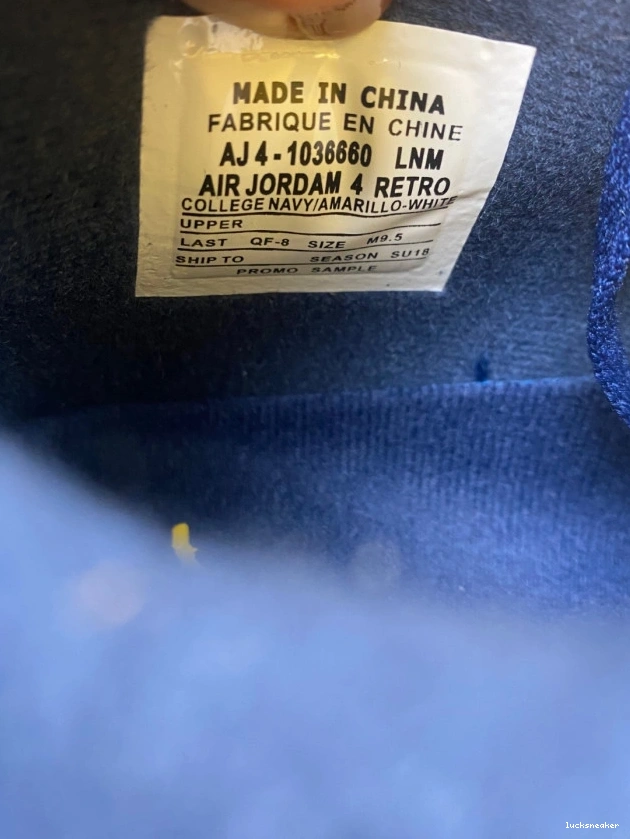 MADE IN CHINA
FABRIQUE EN CHINE
AJ 4-1036660 LNM
AIR JORDAM 4 RETRO
COLLEGE NAVY/AMARILLO-WHITE
UPPER
LAST QF-8 SIZE M9.5
SHIP TO SEASON SU18
PROMO SAMPLE
lucksneaker